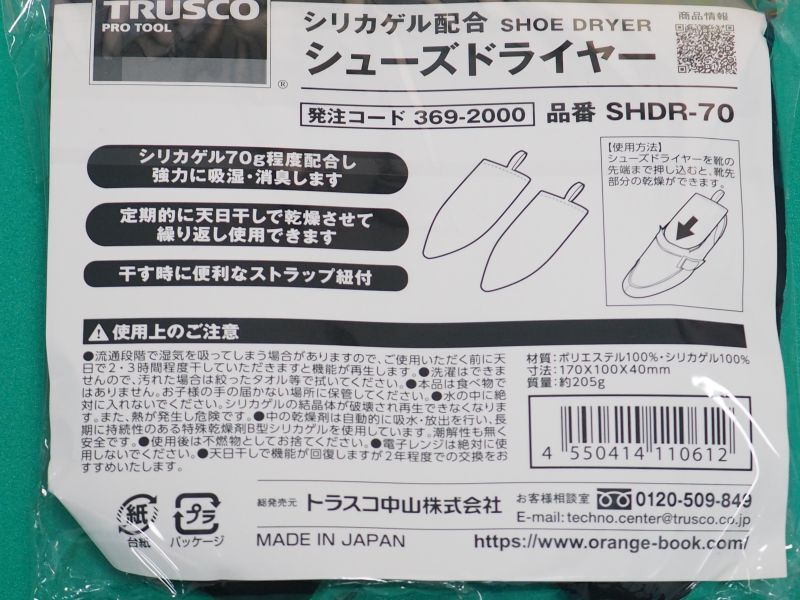 TRUSCO
PRO TOOL
®
シリカゲル配合 SHOE DRYER
シューズドライヤー
商品情報
発注コード 369-2000 品番 SHDR-70
シリカゲル70g程度配合し
強力に吸湿・消臭します
定期的に天日干しで乾燥させて
繰り返し使用できます
干す時に便利なストラップ紐付
【使用方法】
シューズドライヤーを靴の
先端まで押し込むと、靴先
部分の乾燥ができます。
使用上のご注意
●流通段階で湿気を吸ってしまう場合がありますので、ご使用いただく前に天
日で2・3時間程度干していただきますと機能が再生します。●洗濯はできま
せんので、汚れた場合は絞ったタオル等で拭いてください。●本品は食べ物で
はありません。お子様の手の届かない場所に保管してください。●水の中に絶
対に入れないでください。シリカゲルの結晶体が破壊され再生できなくなりま
す。また、熱が発生し危険です。●中の乾燥剤は自動的に吸水・放出を行い、長
期に持続性のある特殊乾燥剤B型シリカゲルを使用しています。潮解性も無く
安全です。●使用後は不燃物としてお捨てください。●電子レンジは絶対に使
用しないでください。●天日干しで機能が回復しますが2年程度での交換をお
すすめいたします。
材質:ポリエステル100%・シリカゲル100%
寸法:170X100X40mm
質量:約205g
4 550414 110612
紙
台紙
プラ
パッケージ
総発売元 トラスコ中山株式会社
お客様相談室 0120-509-849
E-mail:techno.center@trusco.co.jp
MADE IN JAPAN
https://www.orange-book.com/